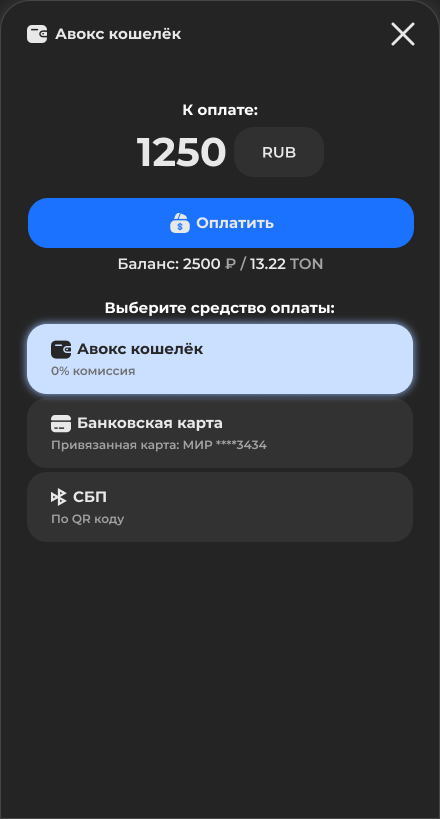 Авокс кошелёк
К оплате:
1250 RUB
Оплатить
Баланс: 2500 ₽ / 13.22 TON
Выберите средство оплаты:
Авокс кошелёк
0% комиссия
Банковская карта
Привязанная карта: МИР ****3434
СБП
По QR коду